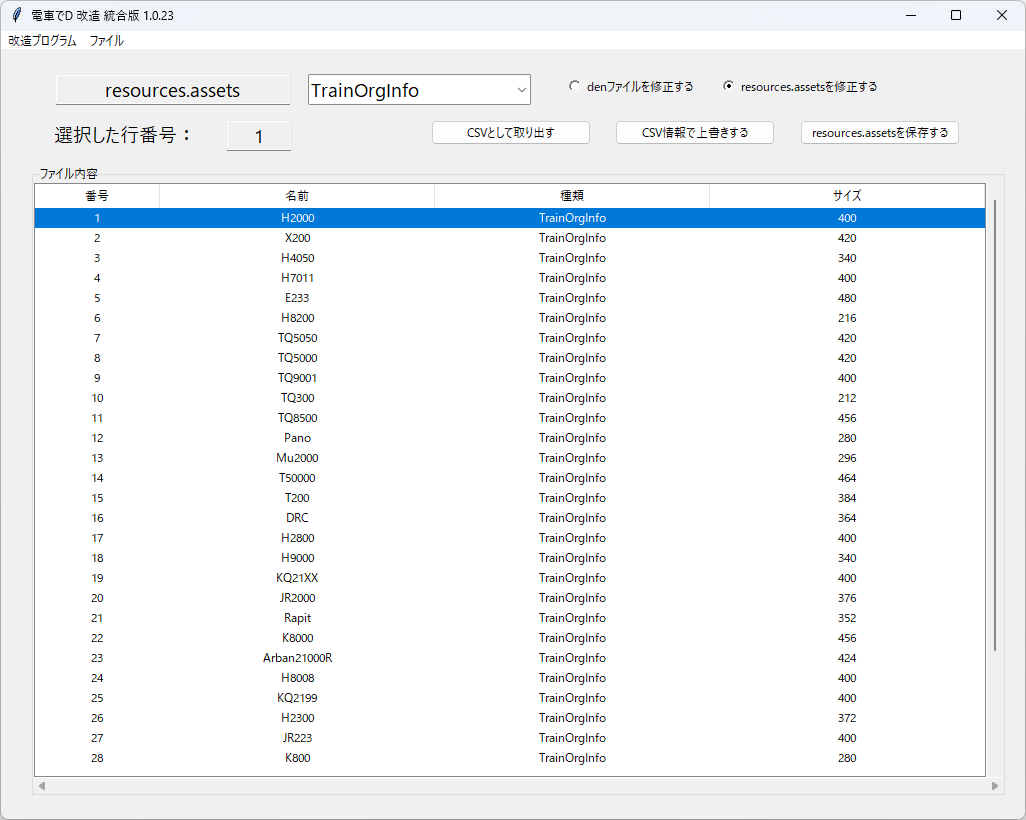 電車でD 改造 統合版 1.0.23
改造プログラム ファイル
resources.assets TrainOrgInfo denファイルを修正する resources.assetsを修正する
選択した行番号： 1 CSVとして取り出す CSV情報で上書きする resources.assetsを保存する
ファイル内容
番号 名前 種類 サイズ
1 H2000 TrainOrgInfo 400
2 X200 TrainOrgInfo 420
3 H4050 TrainOrgInfo 340
4 H7011 TrainOrgInfo 400
5 E233 TrainOrgInfo 480
6 H8200 TrainOrgInfo 216
7 TQ5050 TrainOrgInfo 420
8 TQ5000 TrainOrgInfo 420
9 TQ9001 TrainOrgInfo 400
10 TQ300 TrainOrgInfo 212
11 TQ8500 TrainOrgInfo 456
12 Pano TrainOrgInfo 280
13 Mu2000 TrainOrgInfo 296
14 T50000 TrainOrgInfo 464
15 T200 TrainOrgInfo 384
16 DRC TrainOrgInfo 364
17 H2800 TrainOrgInfo 400
18 H9000 TrainOrgInfo 340
19 KQ21XX TrainOrgInfo 400
20 JR2000 TrainOrgInfo 376
21 Rapit TrainOrgInfo 352
22 K8000 TrainOrgInfo 456
23 Arban21000R TrainOrgInfo 424
24 H8008 TrainOrgInfo 400
25 KQ2199 TrainOrgInfo 400
26 H2300 TrainOrgInfo 372
27 JR223 TrainOrgInfo 400
28 K800 TrainOrgInfo 280